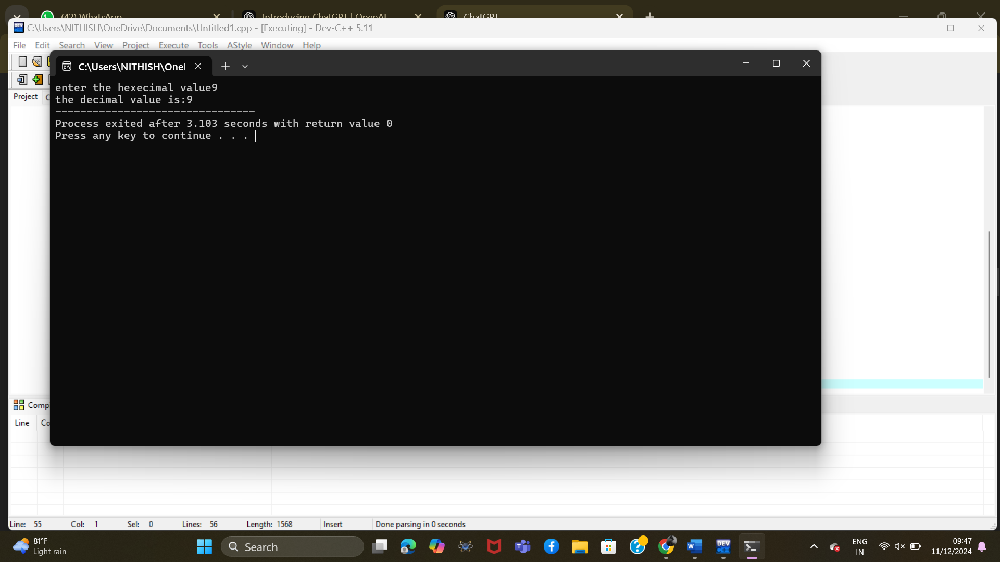 (42) WhatsApp
Introducing ChatGPT | OpenAI
ChatGPT
C:\Users\NITHISH\OneDrive\Documents\Untitled1.cpp - [Executing] - Dev-C++ 5.11
File Edit Search View Project Execute Tools AStyle Window Help
C:\Users\NITHISH\OneI
Project
enter the hexecimal value9
the decimal value is:9
--------------------------------
Process exited after 3.103 seconds with return value 0
Press any key to continue . . .
Comp
Line Co
Line: 55 Col: 1 Sel: 0 Lines: 56 Length: 1568 Insert Done parsing in 0 seconds
81°F
Light rain
Search
ENG
IN
09:47
11/12/2024